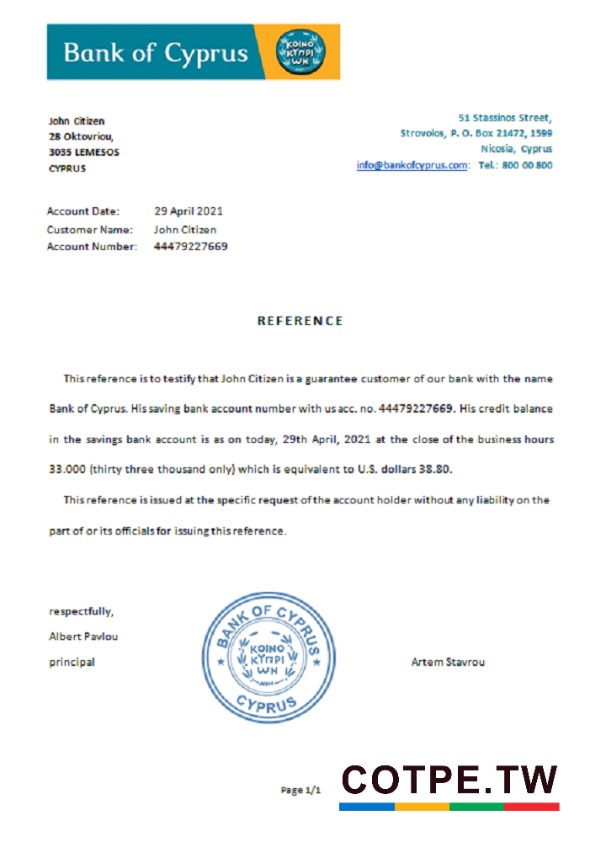 Bank of Cyprus
ΚΟΙΝΟ
ΚΥΠΡΙ
ΩΝ
John Citizen
28 Oktovriou,
3035 LEMESOS
CYPRUS
51 Stassinos Street,
Strovolos, P. O. Box 21472, 1599
Nicosia, Cyprus
info@bankofcyprus.com: Tel.: 800 00 800
Account Date: 29 April 2021
Customer Name: John Citizen
Account Number: 44479227669
REFERENCE
This reference is to testify that John Citizen is a guarantee customer of our bank with the name
Bank of Cyprus. His saving bank account number with us acc. no. 44479227669. His credit balance
in the savings bank account is as on today, 29th April, 2021 at the close of the business hours
33.000 (thirty three thousand only) which is equivalent to U.S. dollars 38.80.
This reference is issued at the specific request of the account holder without any liability on the
part of or its officials for issuing this reference.
respectfully,
Albert Pavlou
principal
BANK OF CYPRUS
ΚΟΙΝΟ
ΚΥΠΡΙ
ΩΝ
CYPRUS
Artem Stavrou
Page 1/1
COTPE.TW